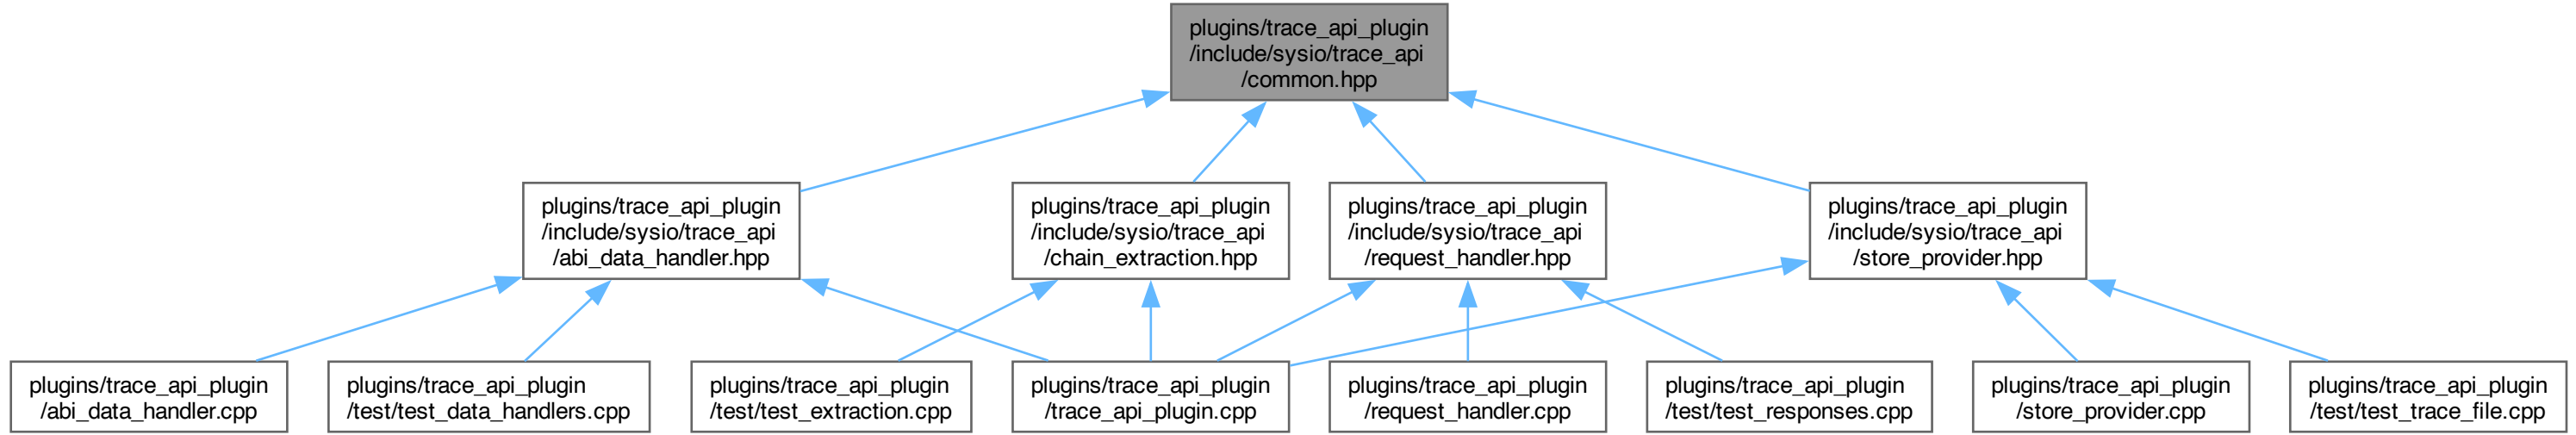 plugins/trace_api_plugin
/include/sysio/trace_api
/common.hpp
plugins/trace_api_plugin
/include/sysio/trace_api
/abi_data_handler.hpp
plugins/trace_api_plugin
/include/sysio/trace_api
/chain_extraction.hpp
plugins/trace_api_plugin
/include/sysio/trace_api
/request_handler.hpp
plugins/trace_api_plugin
/include/sysio/trace_api
/store_provider.hpp
plugins/trace_api_plugin
/abi_data_handler.cpp
plugins/trace_api_plugin
/test/test_data_handlers.cpp
plugins/trace_api_plugin
/test/test_extraction.cpp
plugins/trace_api_plugin
/trace_api_plugin.cpp
plugins/trace_api_plugin
/request_handler.cpp
plugins/trace_api_plugin
/test/test_responses.cpp
plugins/trace_api_plugin
/store_provider.cpp
plugins/trace_api_plugin
/test/test_trace_file.cpp